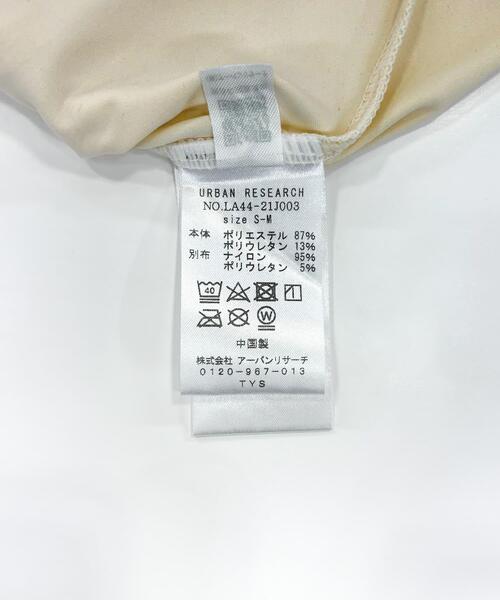 URBAN RESEARCH
NO.LA44-21J003
size S-M
本体 ポリエステル 87%
ポリウレタン 13%
別布 ナイロン 95%
ポリウレタン 5%
40
W
中国製
株式会社 アーバンリサーチ
0120-967-013
TYS